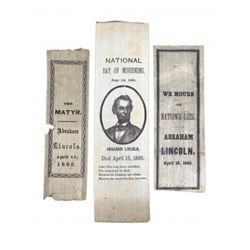 THE
MATYR.
Abraham
Lincoln.
April 15,
1865.
NATIONAL
DAY OF MOURNING,
June 1st, 1865.
ABRAHAM LINCOLN,
Died April 15, 1865.
WE MOURN
OUR
NATION'S LOSS.
ABRAHAM
LINCOLN.
April 15, 1865.